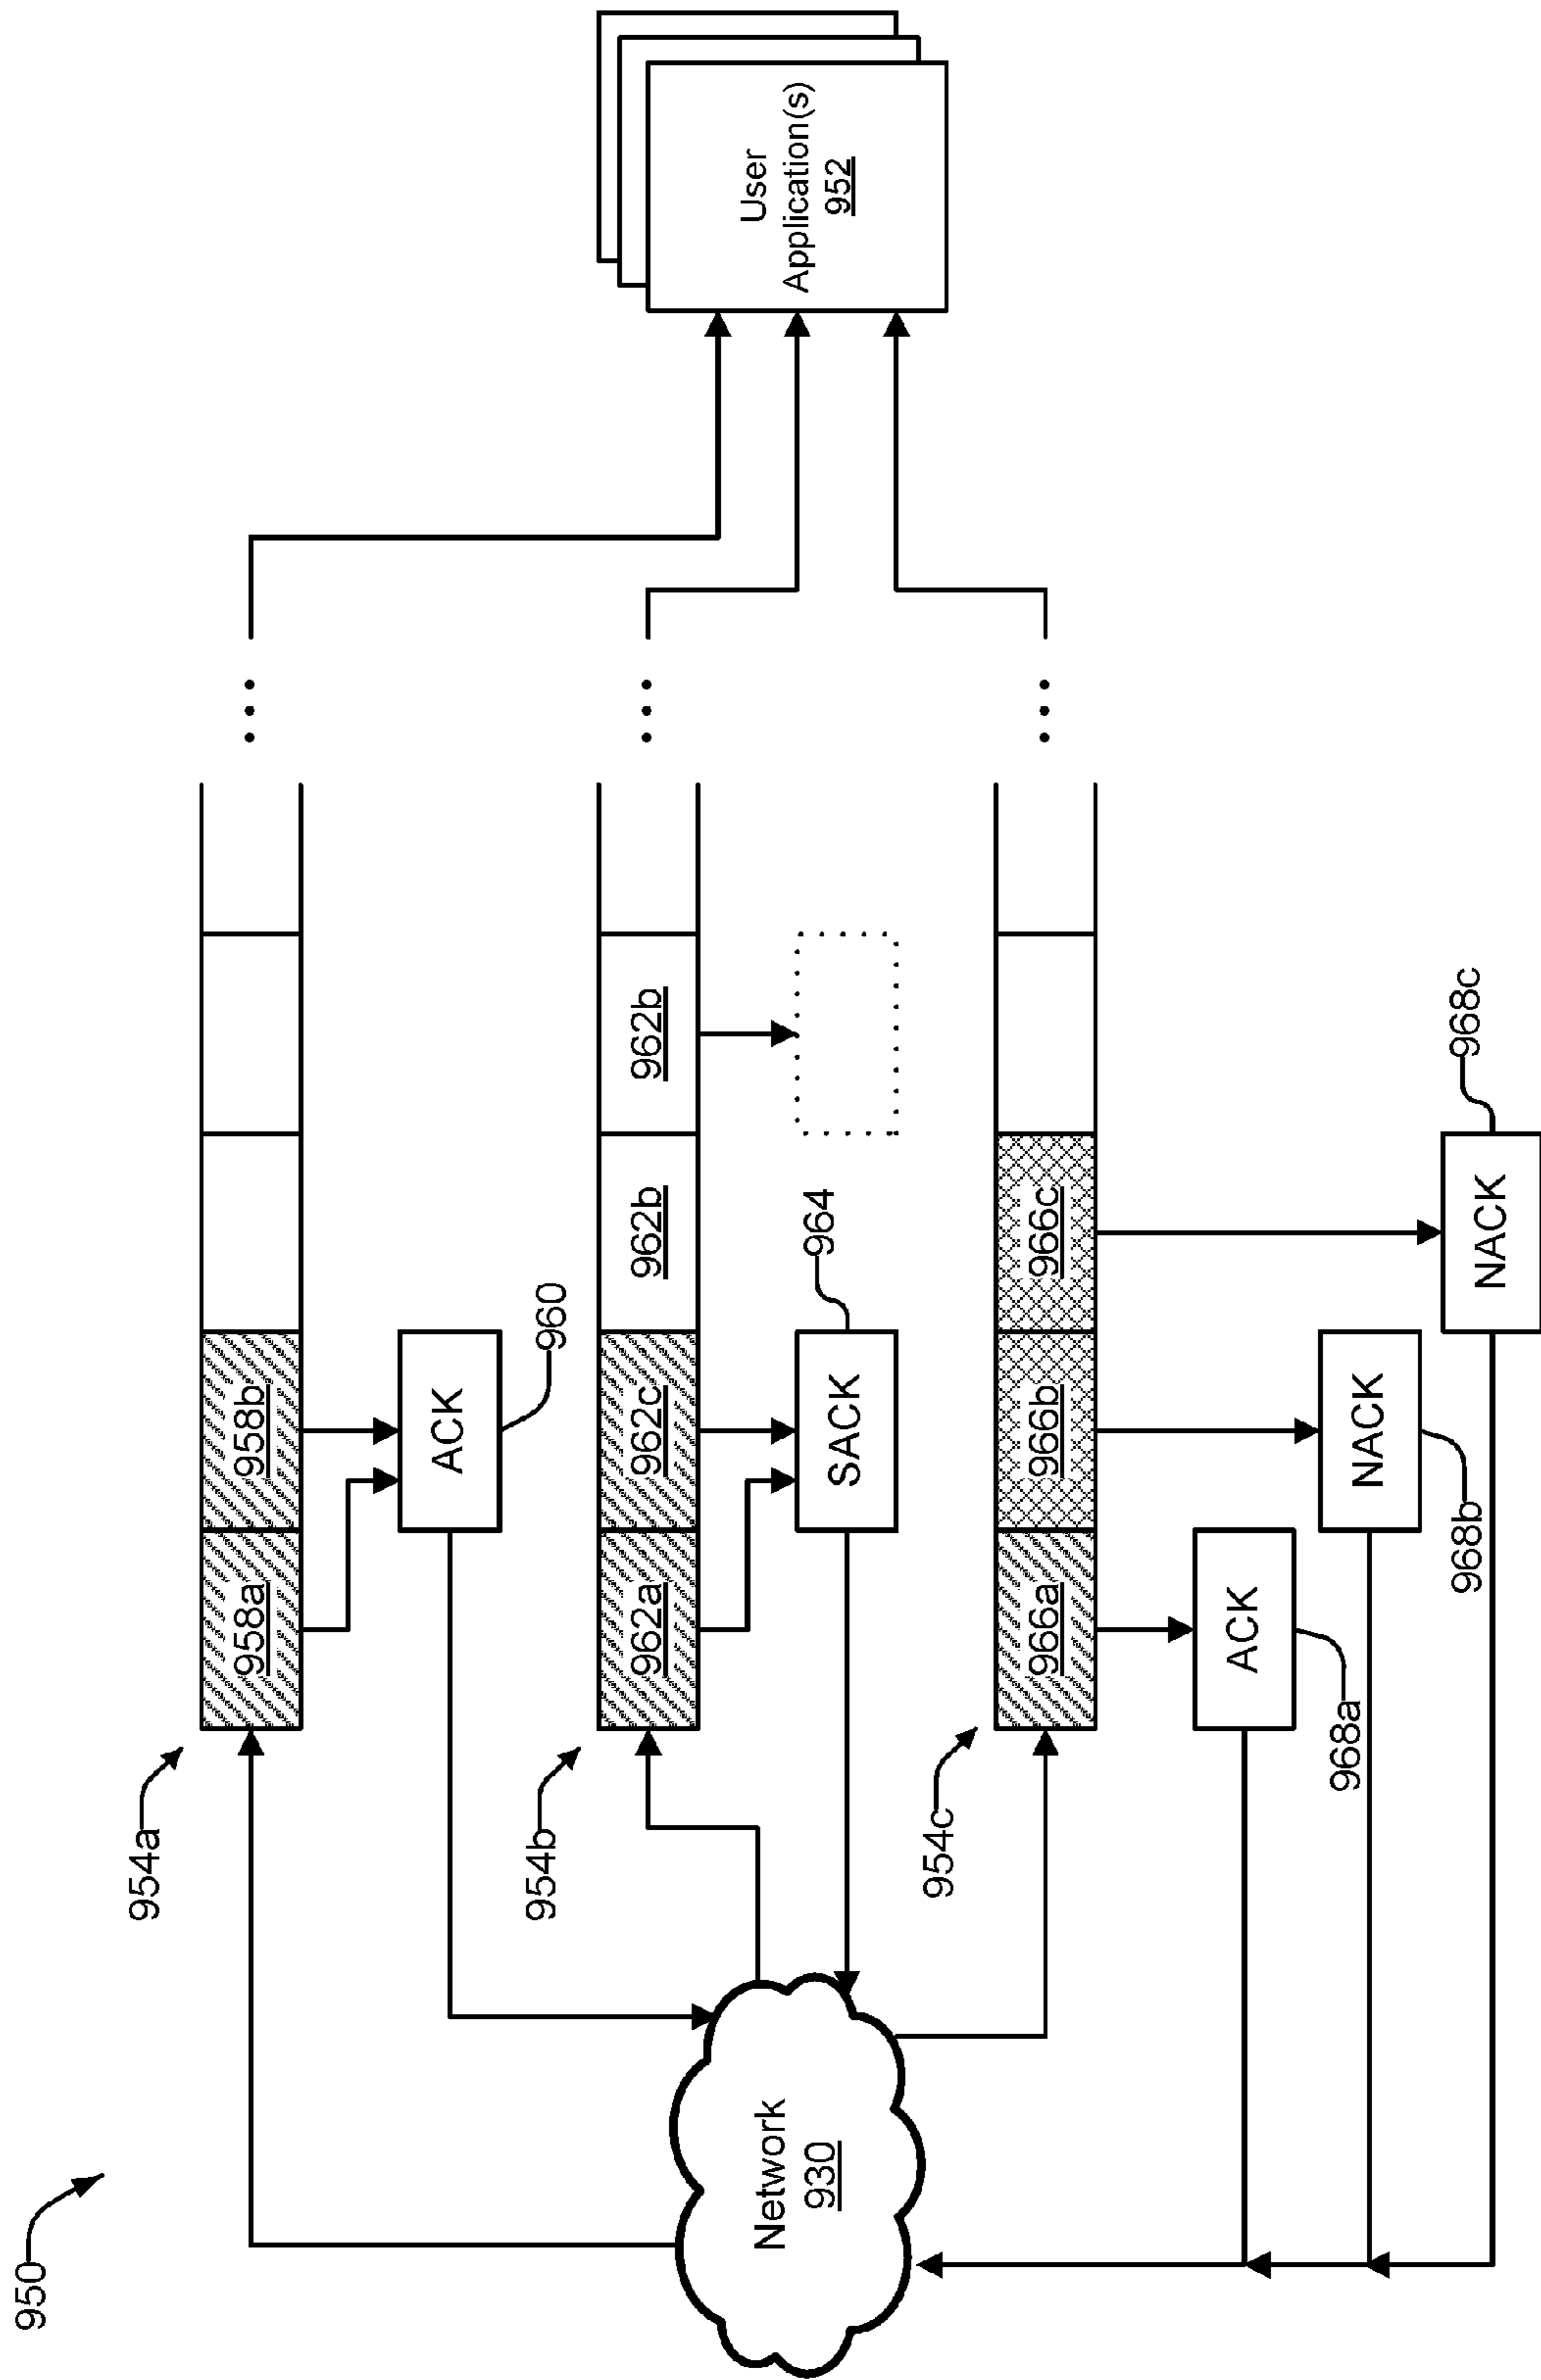 950
954a
958a
958b
ACK
960
954b
962a
962c
962b
962b
SACK
964
Network
930
User
Application(s)
952
954c
966a
966b
966c
ACK
968a
NACK
968b
NACK
968c